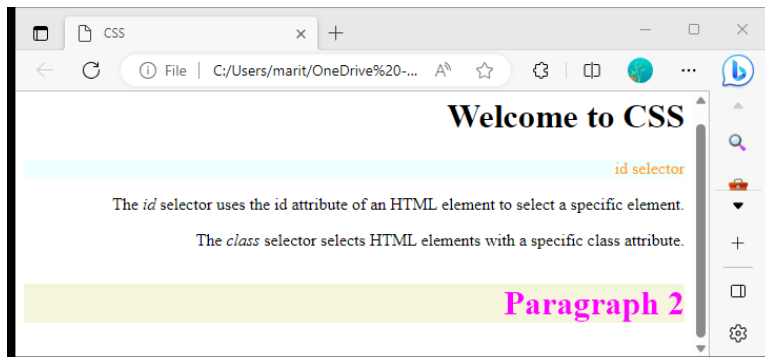 CSS
File
C:/Users/marit/OneDrive%20-...
Welcome to CSS
id selector
The id selector uses the id attribute of an HTML element to select a specific element.
The class selector selects HTML elements with a specific class attribute.
Paragraph 2